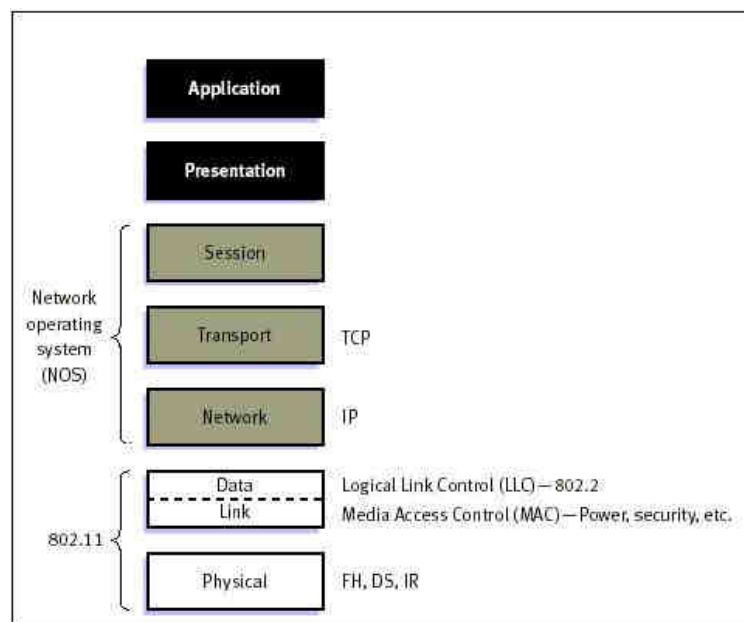 Application
Presentation
Session
Network
operating
system
(NOS)
Transport
TCP
Network
IP
Data
Link
Logical Link Control (LLC)—802.2
Media Access Control (MAC)—Power, security, etc.
802.11
Physical
FH, DS, IR